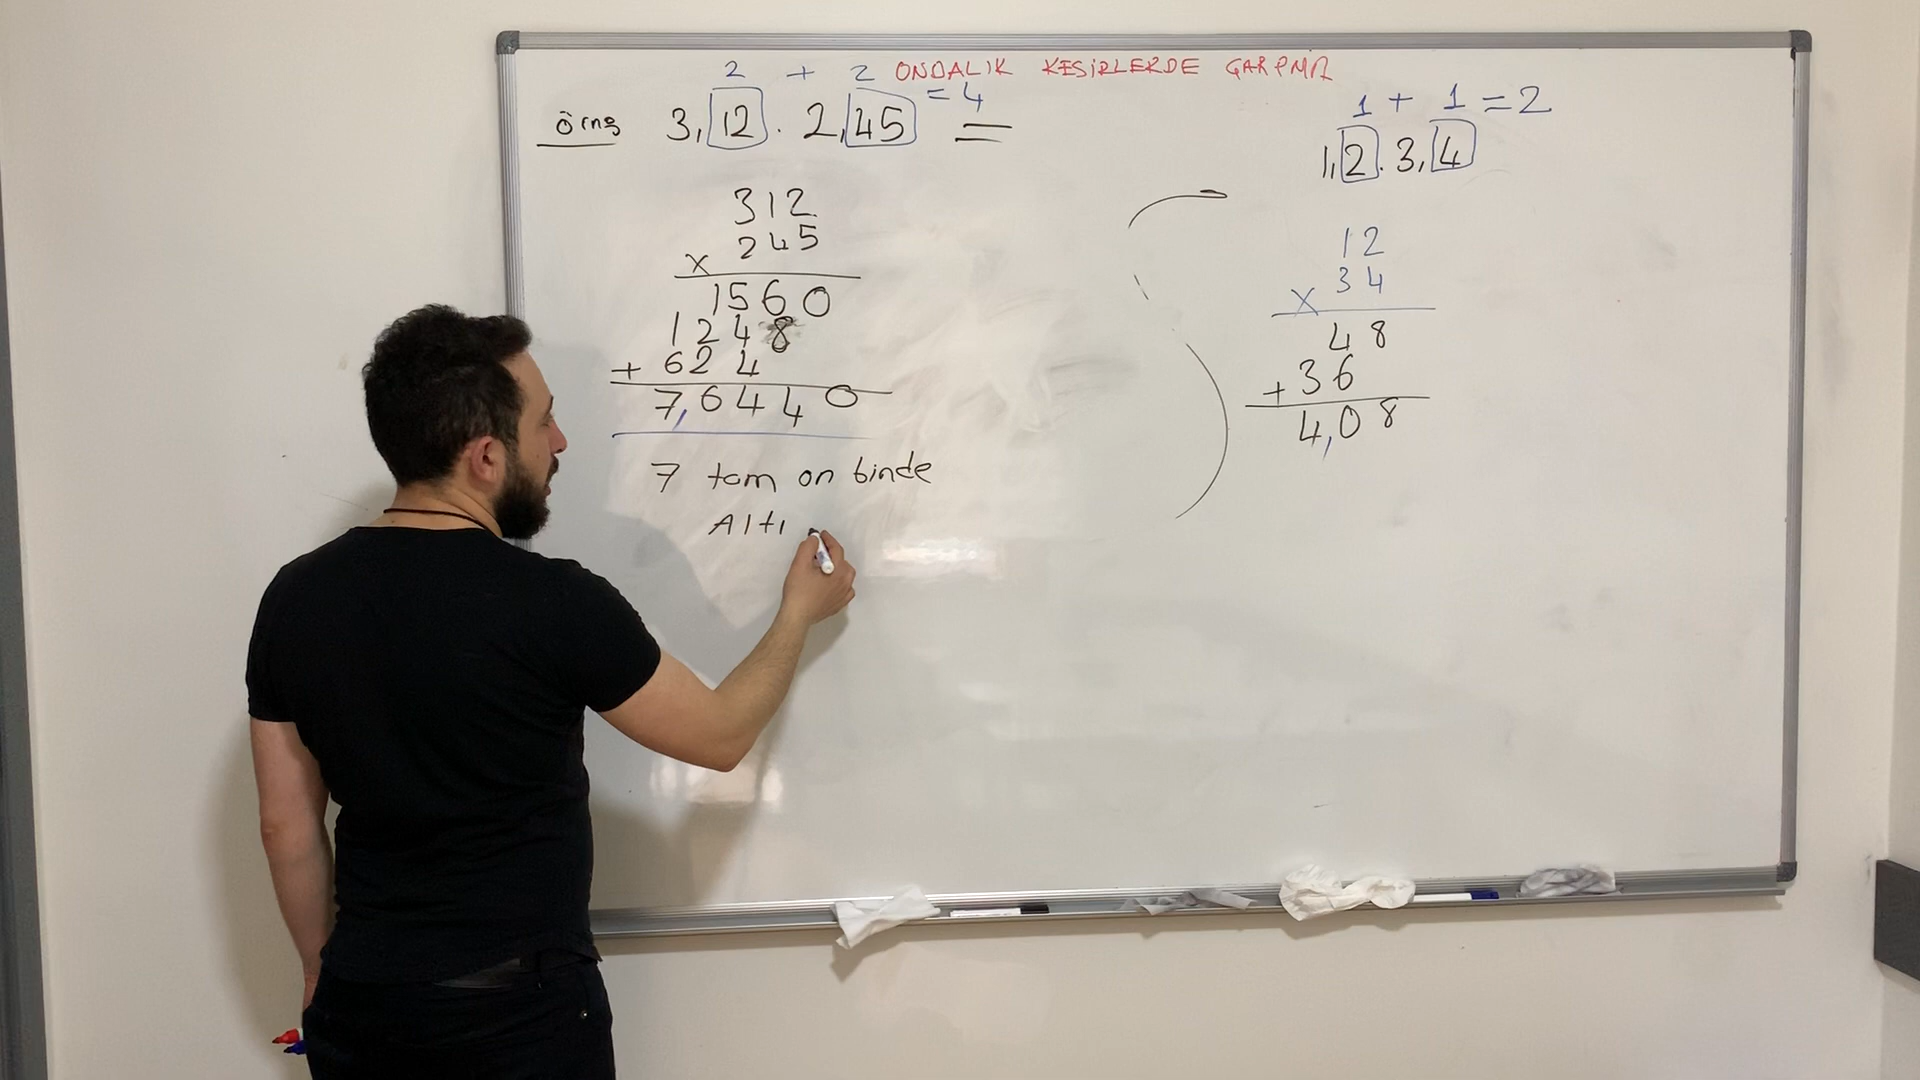 2 + 2 = 4
ONDALIK KESİRLERDE ÇARPMA
Örng 3,12 . 2,45 =
312
245
x
1560
1248
+ 624
7,6440
7 tam on binde
Altı
1 + 1 = 2
1,2 . 3,4
12
34
x
48
+ 36
4,08